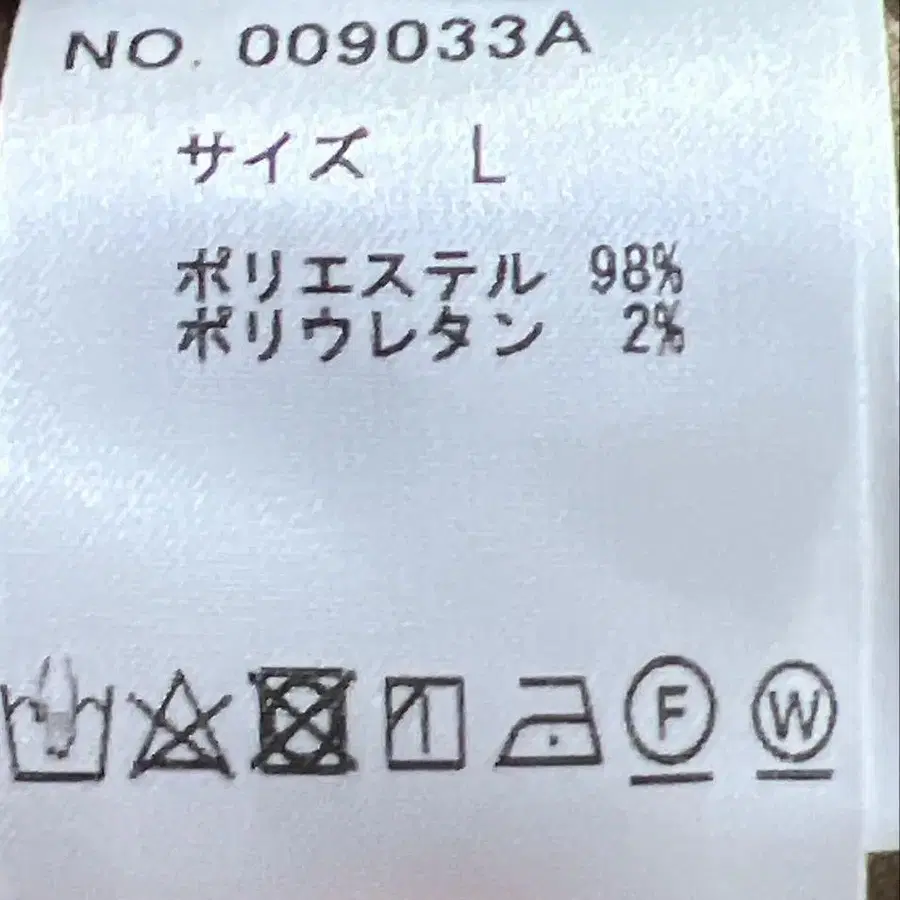 NO. 009033A
サイズ L
ポリエステル 98%
ポリウレタン 2%
F W